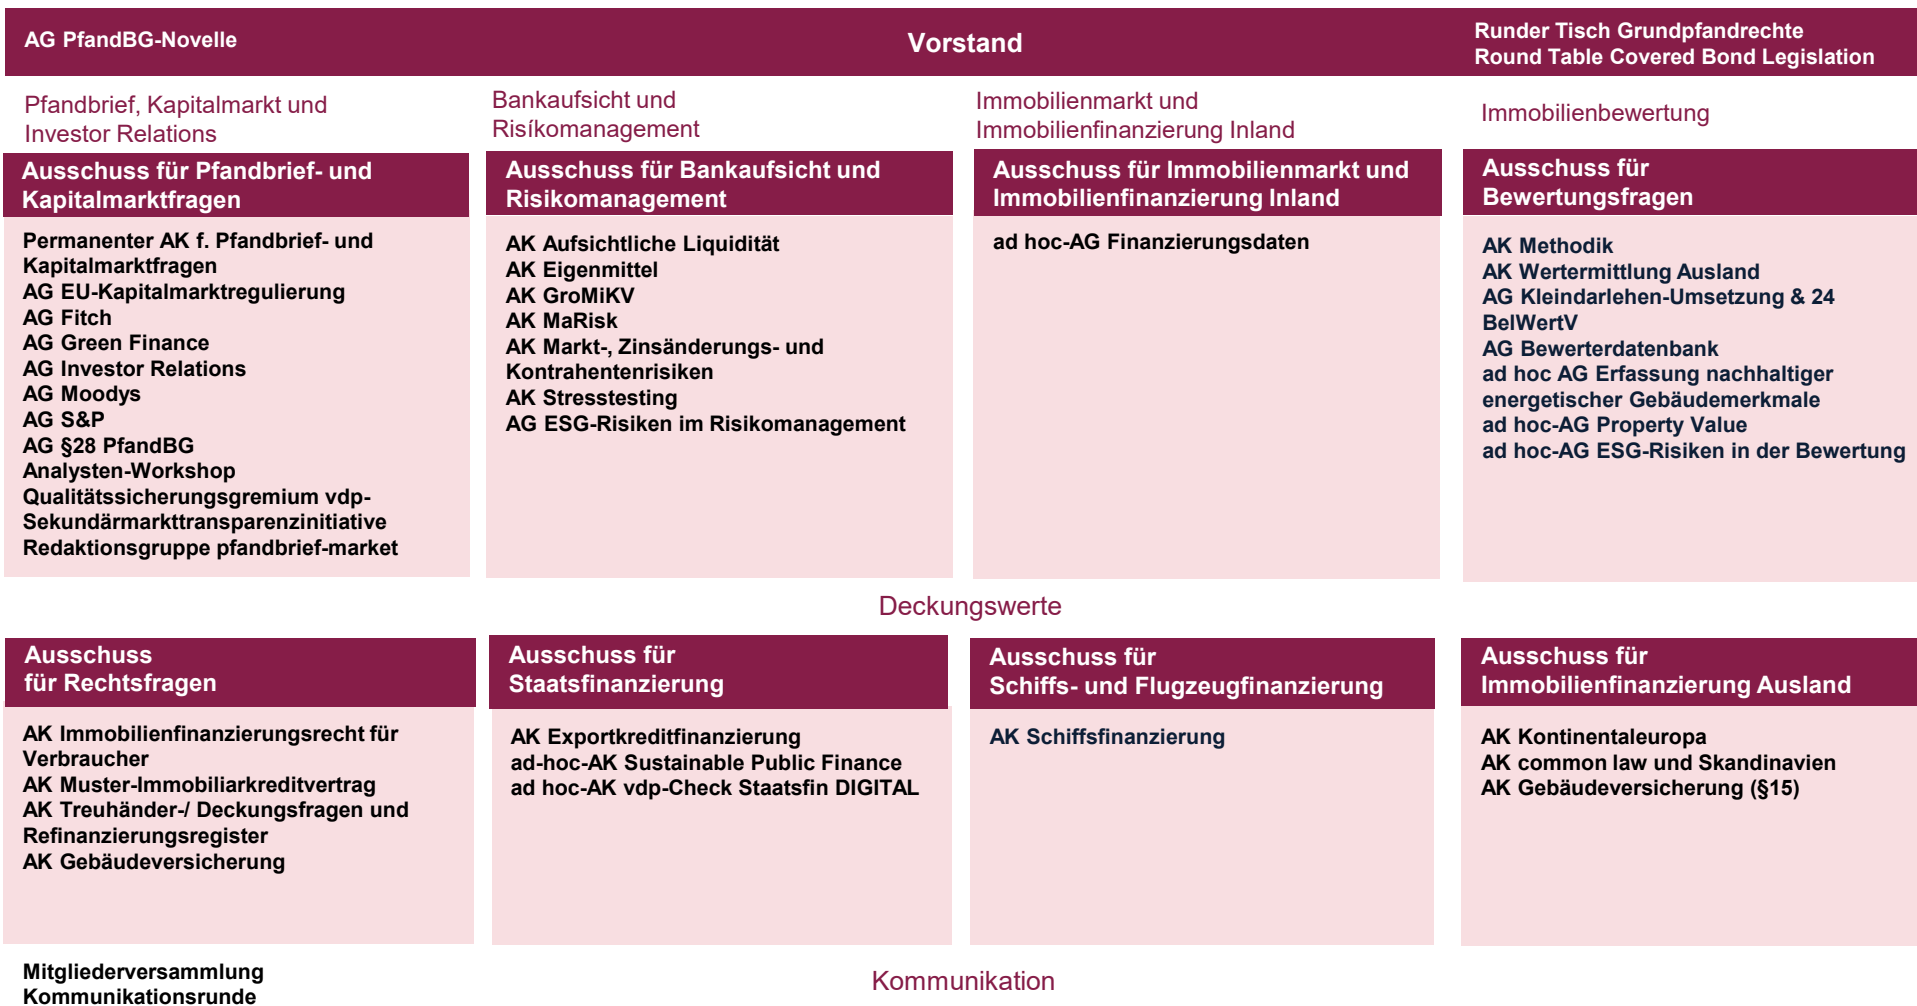 AG PfandBG-Novelle
Vorstand
Runder Tisch Grundpfandrechte
Round Table Covered Bond Legislation
Pfandbrief, Kapitalmarkt und
Investor Relations
Bankaufsicht und
Risíkomanagement
Immobilienmarkt und
Immobilienfinanzierung Inland
Immobilienbewertung
Ausschuss für Pfandbrief- und
Kapitalmarktfragen
Permanenter AK f. Pfandbrief- und
Kapitalmarktfragen
AG EU-Kapitalmarktregulierung
AG Fitch
AG Green Finance
AG Investor Relations
AG Moodys
AG S&P
AG §28 PfandBG
Analysten-Workshop
Qualitätssicherungsgremium vdp-
Sekundärmarkttransparenzinitiative
Redaktionsgruppe pfandbrief-market
Ausschuss für Bankaufsicht und
Risikomanagement
AK Aufsichtliche Liquidität
AK Eigenmittel
AK GroMiKV
AK MaRisk
AK Markt-, Zinsänderungs- und
Kontrahentenrisiken
AK Stresstesting
AG ESG-Risiken im Risikomanagement
Ausschuss für Immobilienmarkt und
Immobilienfinanzierung Inland
ad hoc-AG Finanzierungsdaten
Ausschuss für
Bewertungsfragen
AK Methodik
AK Wertermittlung Ausland
AG Kleindarlehen-Umsetzung & 24
BelWertV
AG Bewerterdatenbank
ad hoc AG Erfassung nachhaltiger
energetischer Gebäudemerkmale
ad hoc-AG Property Value
ad hoc-AG ESG-Risiken in der Bewertung
Deckungswerte
Ausschuss
für Rechtsfragen
AK Immobilienfinanzierungsrecht für
Verbraucher
AK Muster-Immobiliarkreditvertrag
AK Treuhänder-/ Deckungsfragen und
Refinanzierungsregister
AK Gebäudeversicherung
Ausschuss für
Staatsfinanzierung
AK Exportkreditfinanzierung
ad-hoc-AK Sustainable Public Finance
ad hoc-AK vdp-Check Staatsfin DIGITAL
Ausschuss für
Schiffs- und Flugzeugfinanzierung
AK Schiffsfinanzierung
Ausschuss für
Immobilienfinanzierung Ausland
AK Kontinentaleuropa
AK common law und Skandinavien
AK Gebäudeversicherung (§15)
Mitgliederversammlung
Kommunikationsrunde
Kommunikation